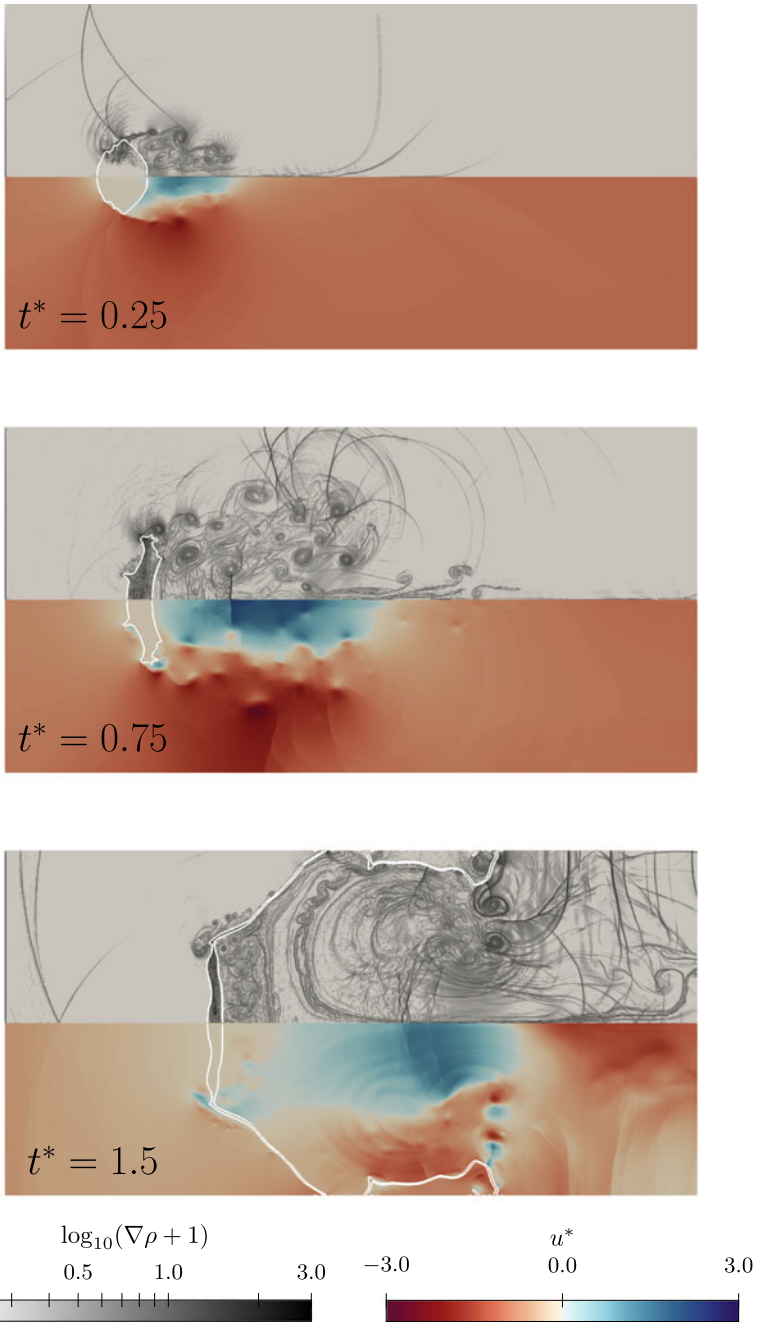 t* = 0.25
t* = 0.75
t* = 1.5
log₁₀(∇ρ + 1)
0.5 1.0 3.0
u*
−3.0 0.0 3.0